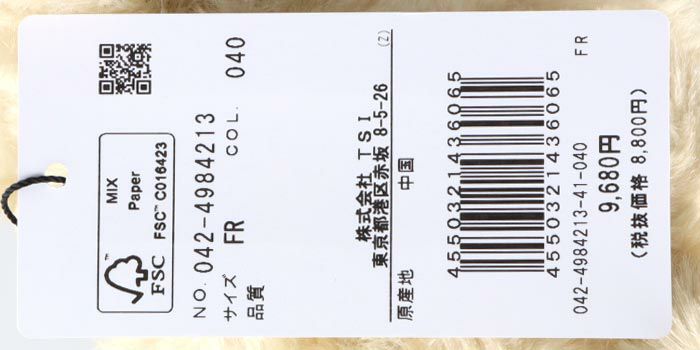 MIX
Paper
FSC™ C016423
FSC
NO. 042-4984213
COL. 040
サイズ FR
品質
株式会社 TSI
東京都港区赤坂 8-5-26
(Z)
原産地 中国
4550321436065
4550321436065
042-4984213-41-040
FR
9,680円
(税抜価格 8,800円)